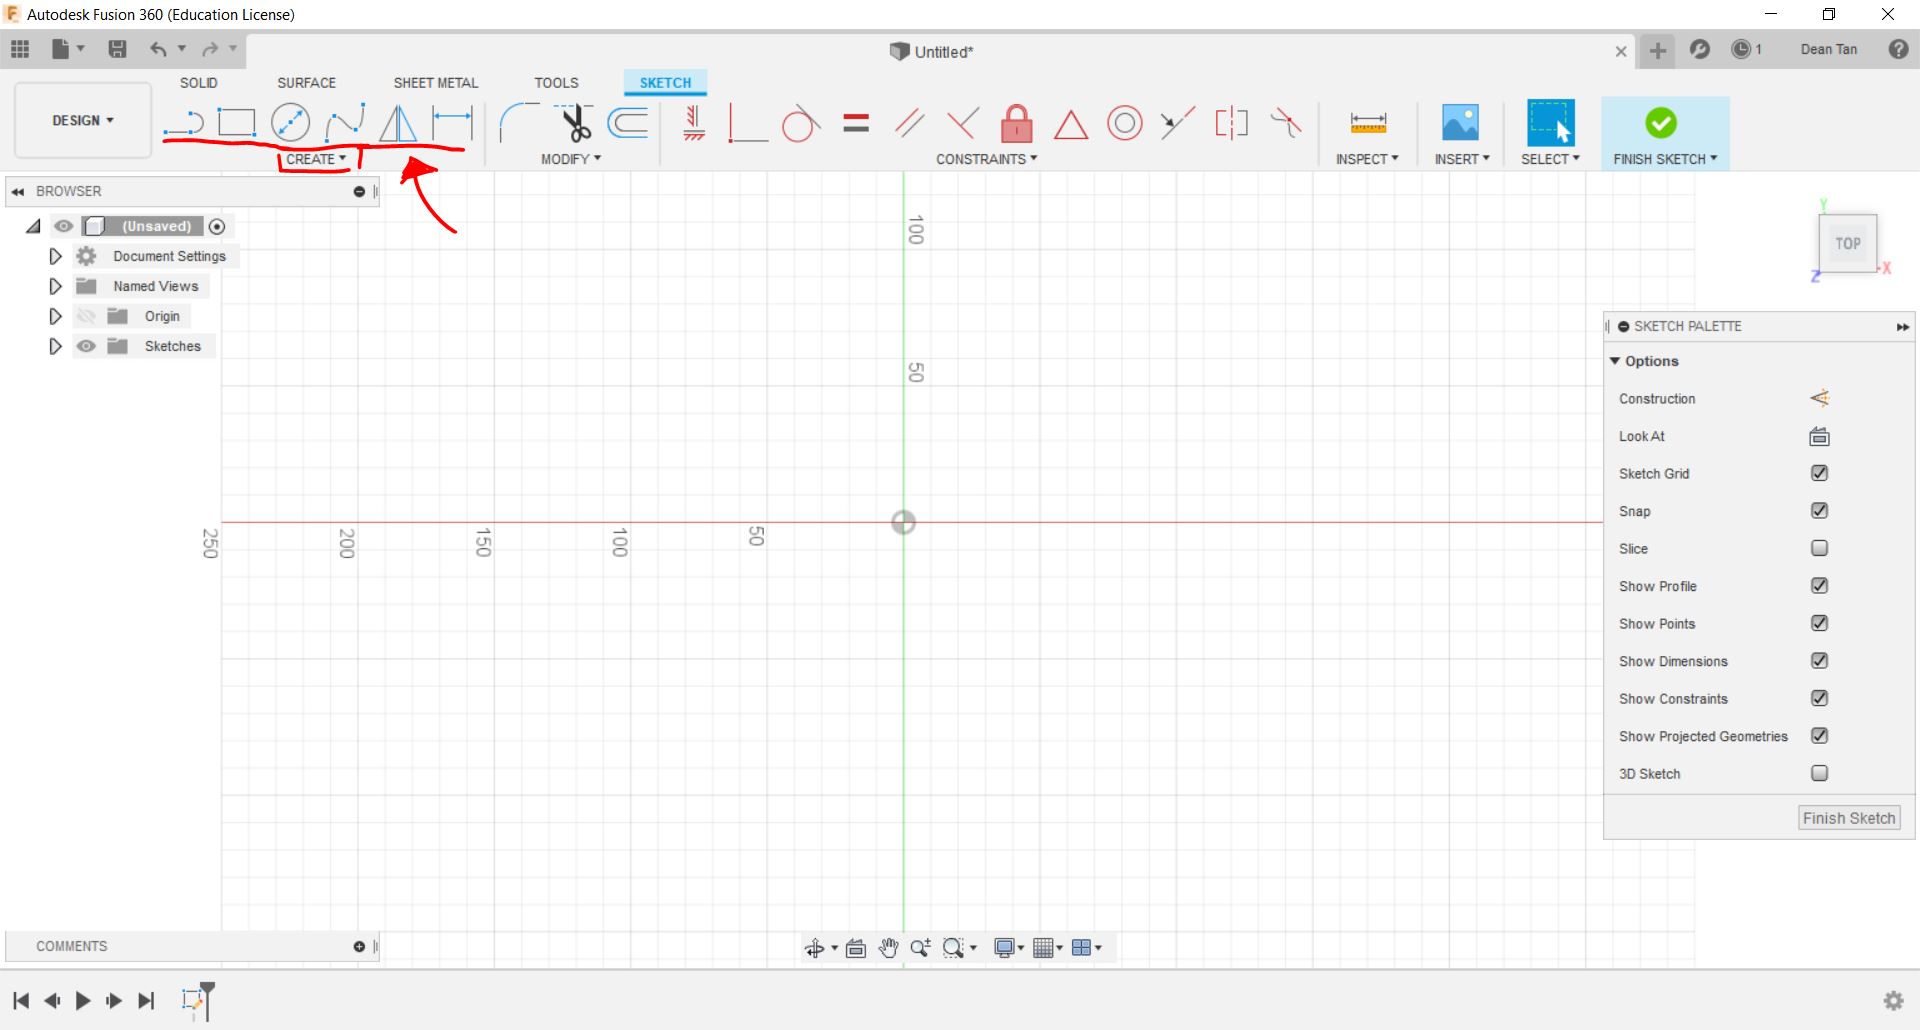 Autodesk Fusion 360 (Education License)
Untitled*
1
Dean Tan
SOLID
SURFACE
SHEET METAL
TOOLS
SKETCH
DESIGN
CREATE
MODIFY
CONSTRAINTS
INSPECT
INSERT
SELECT
FINISH SKETCH
BROWSER
(Unsaved)
Document Settings
Named Views
Origin
Sketches
100
50
250
200
150
100
50
Y
TOP
Z
X
SKETCH PALETTE
Options
Construction
Look At
Sketch Grid
Snap
Slice
Show Profile
Show Points
Show Dimensions
Show Constraints
Show Projected Geometries
3D Sketch
Finish Sketch
COMMENTS